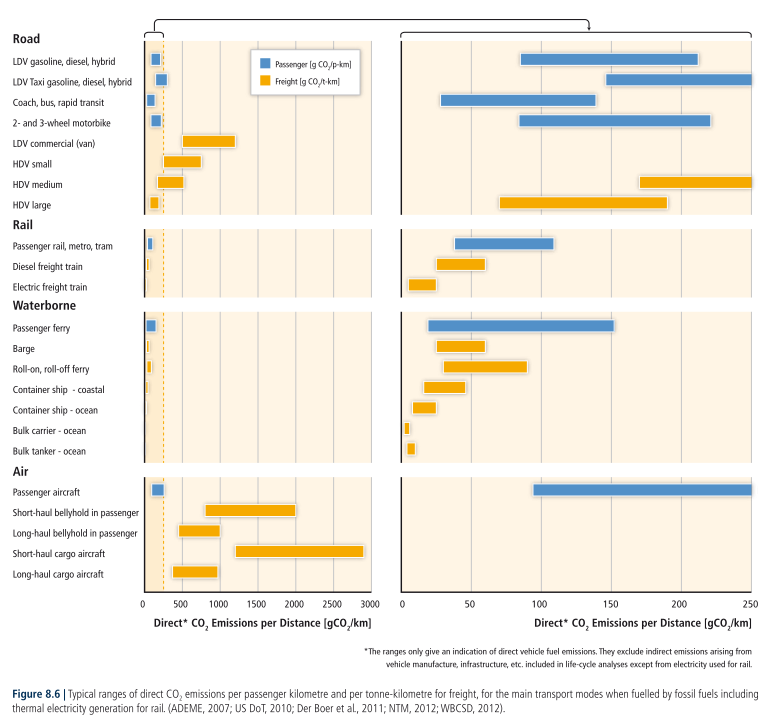 Road
Passenger [g CO2/p-km]
Freight [g CO2/t-km]
LDV gasoline, diesel, hybrid
LDV Taxi gasoline, diesel, hybrid
Coach, bus, rapid transit
2- and 3-wheel motorbike
LDV commercial (van)
HDV small
HDV medium
HDV large
Rail
Passenger rail, metro, tram
Diesel freight train
Electric freight train
Waterborne
Passenger ferry
Barge
Roll-on, roll-off ferry
Container ship - coastal
Container ship - ocean
Bulk carrier - ocean
Bulk tanker - ocean
Air
Passenger aircraft
Short-haul bellyhold in passenger
Long-haul bellyhold in passenger
Short-haul cargo aircraft
Long-haul cargo aircraft
0 500 1000 1500 2000 2500 3000
0 50 100 150 200 250
Direct* CO2 Emissions per Distance [gCO2/km]
Direct* CO2 Emissions per Distance [gCO2/km]
*The ranges only give an indication of direct vehicle fuel emissions. They exclude indirect emissions arising from
vehicle manufacture, infrastructure, etc. included in life-cycle analyses except from electricity used for rail.
Figure 8.6 | Typical ranges of direct CO2 emissions per passenger kilometre and per tonne-kilometre for freight, for the main transport modes when fuelled by fossil fuels including
thermal electricity generation for rail. (ADEME, 2007; US DoT, 2010; Der Boer et al., 2011; NTM, 2012; WBCSD, 2012).